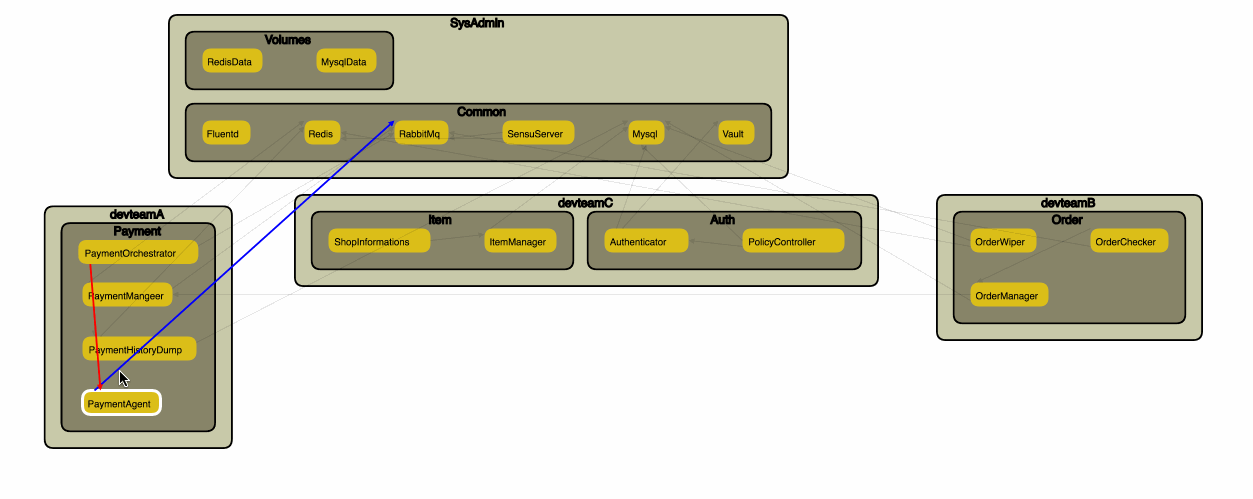 SysAdmin
Volumes
RedisData
MysqlData
Common
Fluentd
Redis
RabbitMq
SensuServer
Mysql
Vault
devteamA
Payment
PaymentOrchestrator
PaymentMangeer
PaymentHistoryDump
PaymentAgent
devteamC
Item
ShopInformations
ItemManager
Auth
Authenticator
PolicyController
devteamB
Order
OrderWiper
OrderChecker
OrderManager